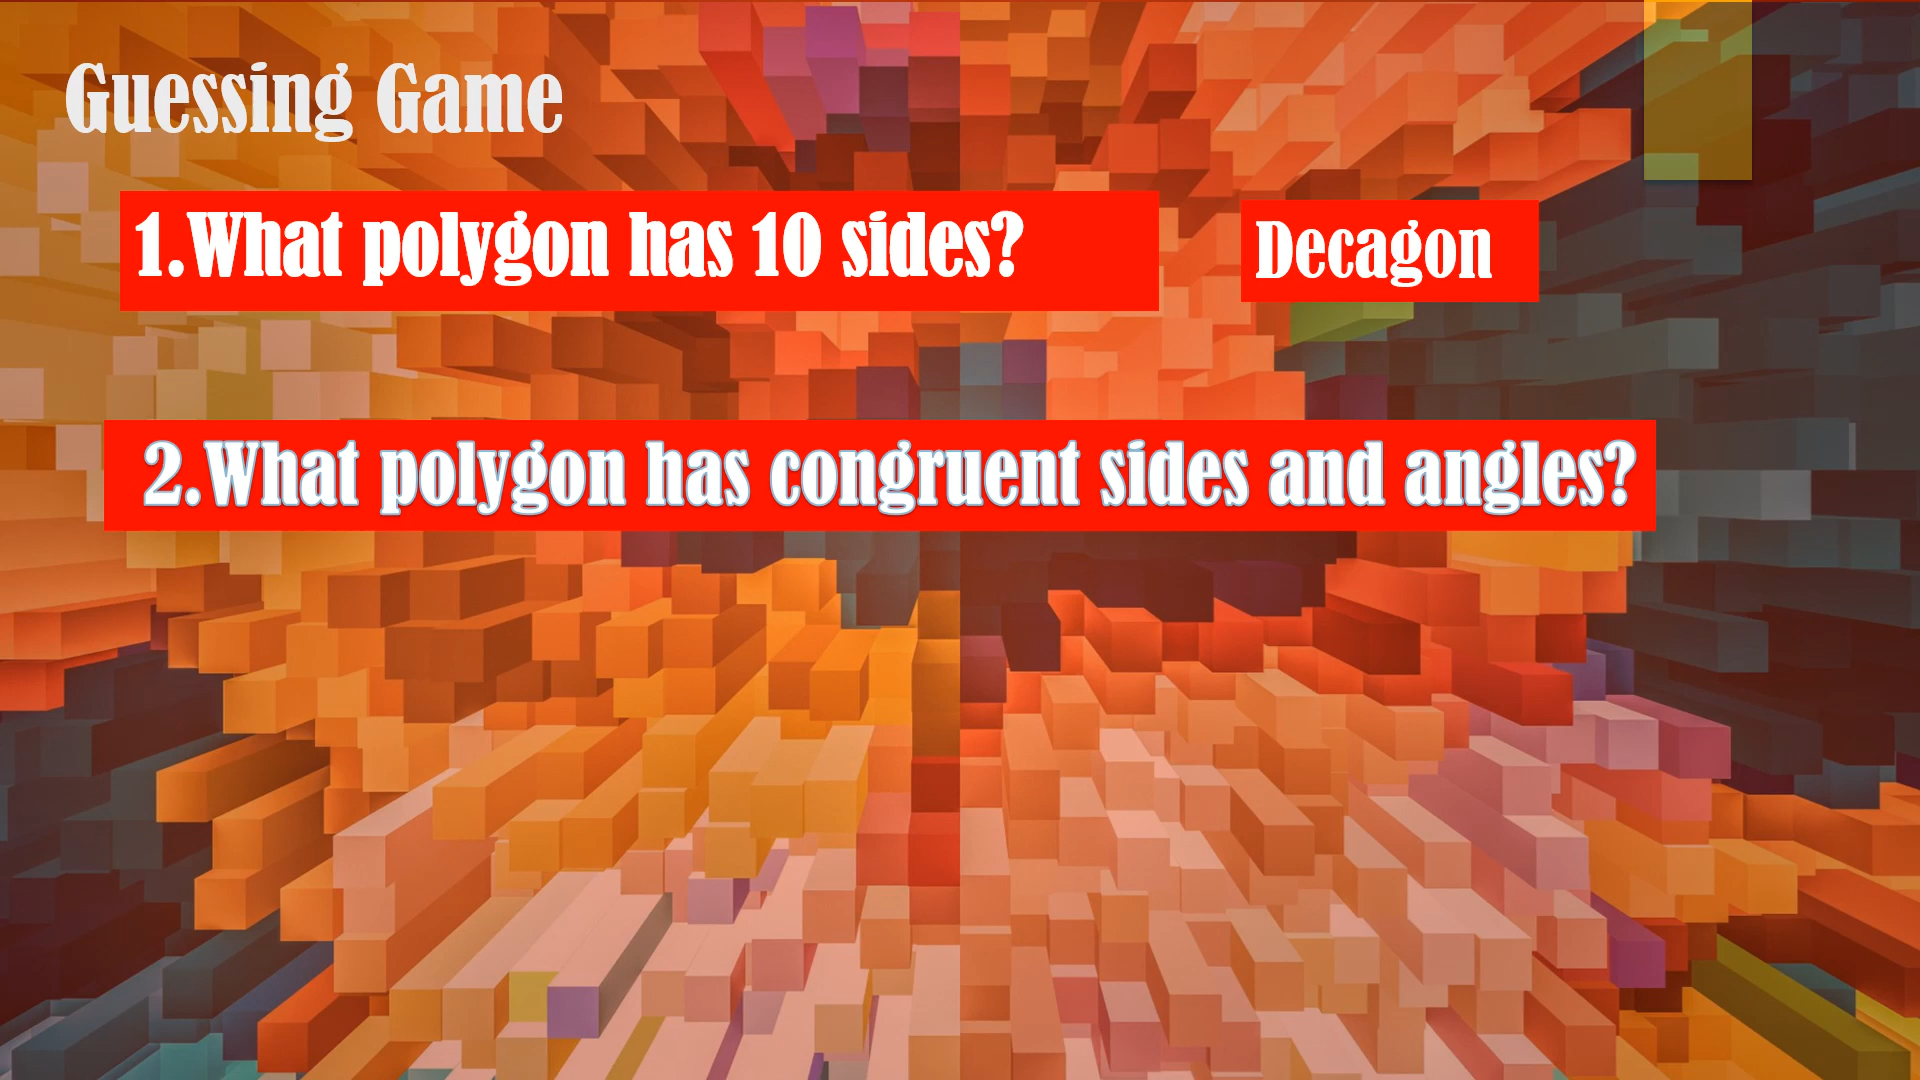 Guessing Game
1.What polygon has 10 sides?
Decagon
2.What polygon has congruent sides and angles?